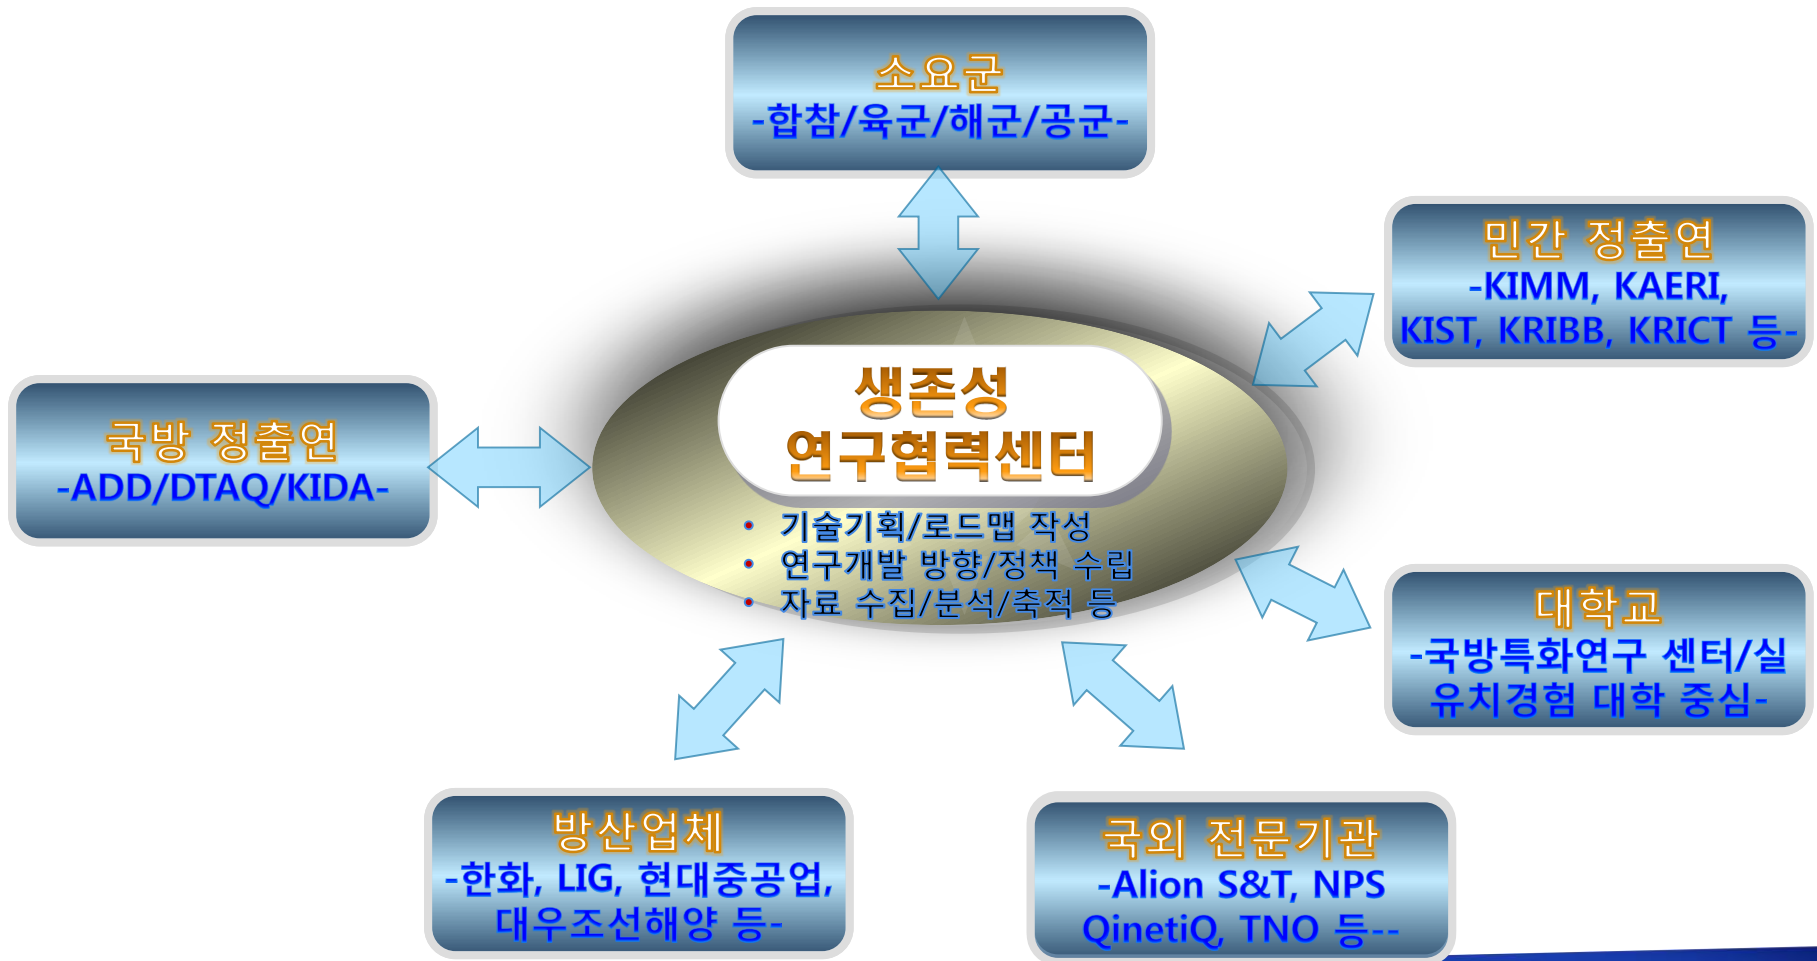 소요군
-합참/육군/해군/공군-
민간 정출연
-KIMM, KAERI,
KIST, KRIBB, KRICT 등-
국방 정출연
-ADD/DTAQ/KIDA-
생존성
연구협력센터
• 기술기획/로드맵 작성
• 연구개발 방향/정책 수립
• 자료 수집/분석/축적 등
대학교
-국방특화연구 센터/실
유치경험 대학 중심-
방산업체
-한화, LIG, 현대중공업,
대우조선해양 등-
국외 전문기관
-Alion S&T, NPS
QinetiQ, TNO 등--